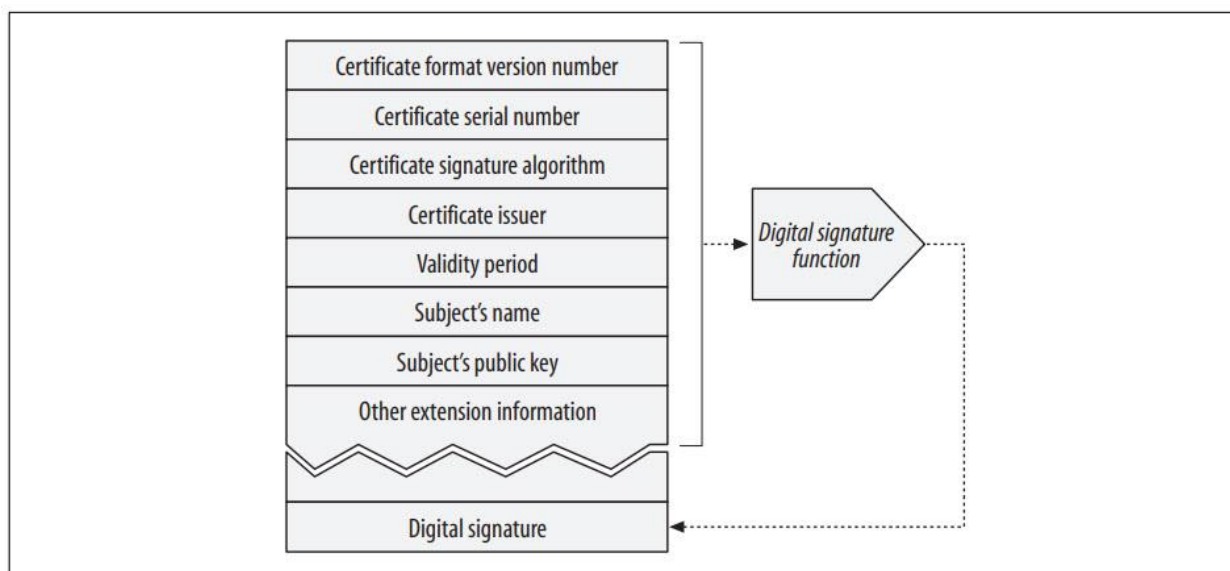 Certificate format version number
Certificate serial number
Certificate signature algorithm
Certificate issuer
Validity period
Subject’s name
Subject’s public key
Other extension information
Digital signature
function
Digital signature